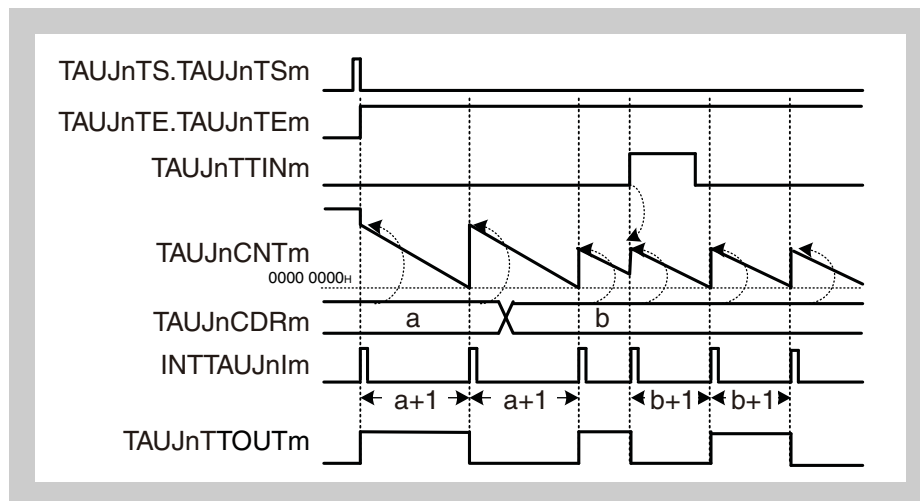 TAUJnTS.TAUJnTSm
TAUJnTE.TAUJnTEm
TAUJnTTINm
TAUJnCNTm
0000 0000H
TAUJnCDRm
a
b
INTTAUJnIm
a+1
a+1
b+1
b+1
TAUJnTTOUTm